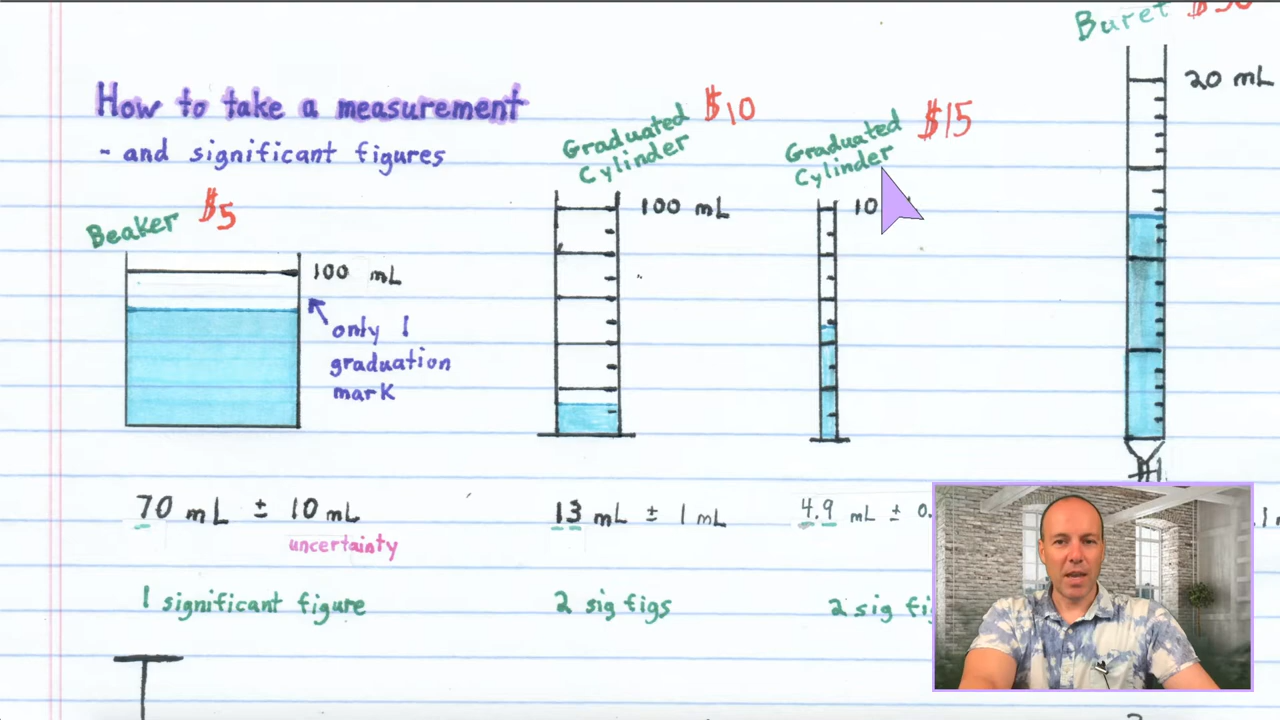 Buret
20 mL
How to take a measurement
- and significant figures
Graduated
Cylinder
$10
Graduated
Cylinder
$15
Beaker
$5
100 mL
100 mL
10
only 1
graduation
mark
70 mL ± 10 mL
uncertainty
13 mL ± 1 mL
4.9 mL ± 0.
1 significant figure
2 sig figs
2 sig